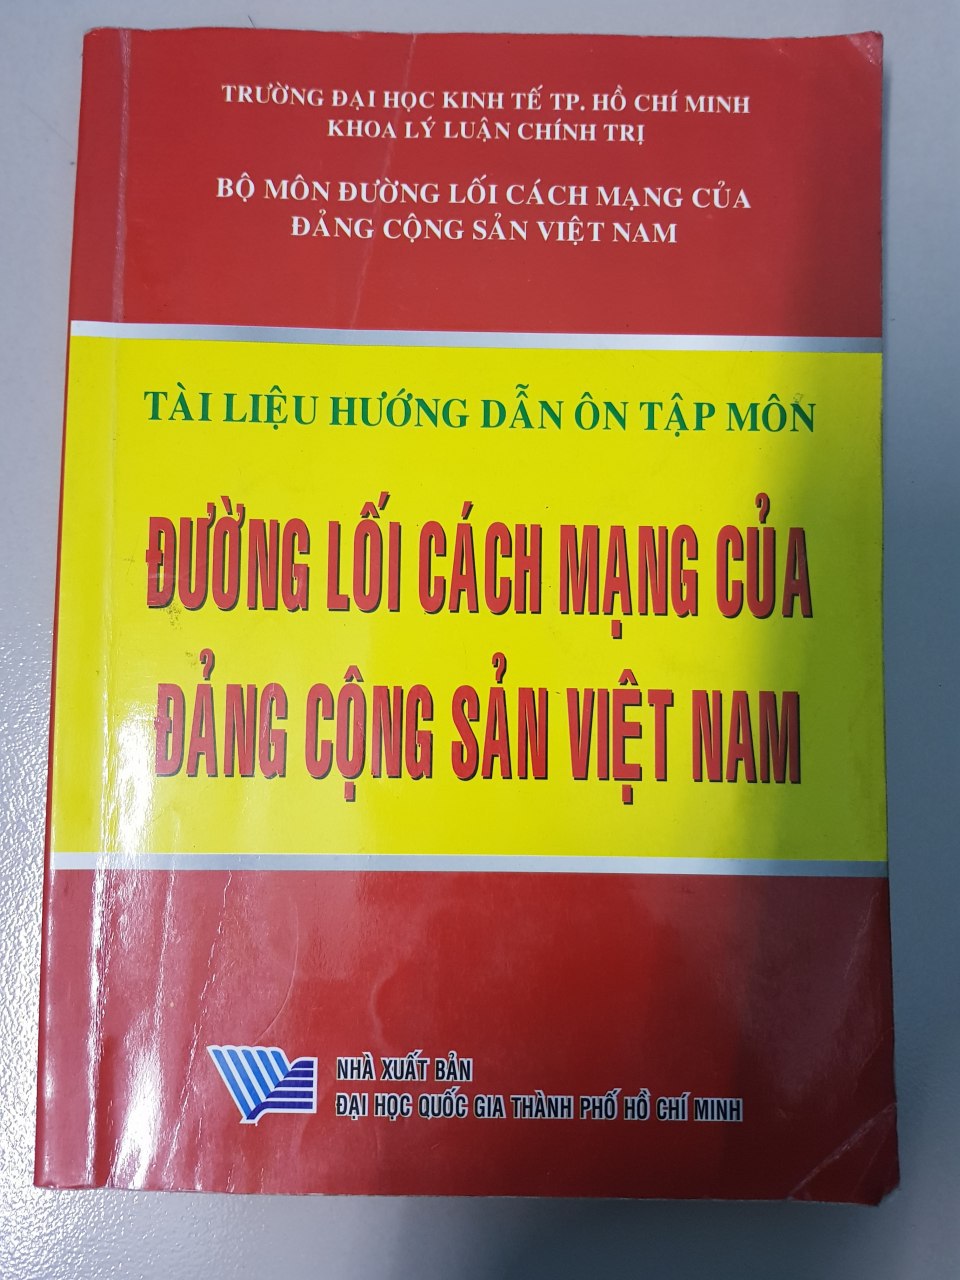 TRƯỜNG ĐẠI HỌC KINH TẾ TP. HỒ CHÍ MINH
KHOA LÝ LUẬN CHÍNH TRỊ
BỘ MÔN ĐƯỜNG LỐI CÁCH MẠNG CỦA
ĐẢNG CỘNG SẢN VIỆT NAM
TÀI LIỆU HƯỚNG DẪN ÔN TẬP MÔN
ĐƯỜNG LỐI CÁCH MẠNG CỦA
ĐẢNG CỘNG SẢN VIỆT NAM
NHÀ XUẤT BẢN
ĐẠI HỌC QUỐC GIA THÀNH PHỐ HỒ CHÍ MINH